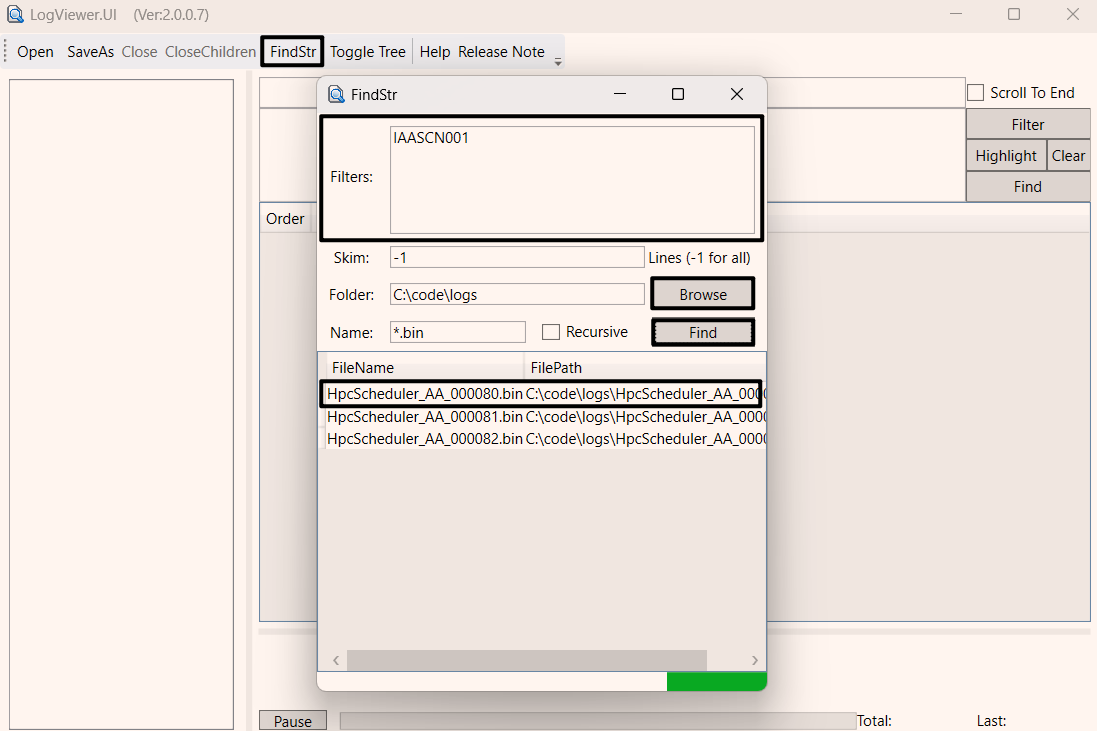 LogViewer.UI (Ver:2.0.0.7)
Open SaveAs Close CloseChildren FindStr Toggle Tree Help Release Note
Scroll To End
Filter
Highlight Clear
Find
Order
FindStr
Filters: IAASCN001
Skim: -1 Lines (-1 for all)
Folder: C:\code\logs Browse
Name: *.bin Recursive Find
FileName FilePath
HpcScheduler_AA_000080.bin C:\code\logs\HpcScheduler_AA_000
HpcScheduler_AA_000081.bin C:\code\logs\HpcScheduler_AA_000
HpcScheduler_AA_000082.bin C:\code\logs\HpcScheduler_AA_000
Pause Total: Last: